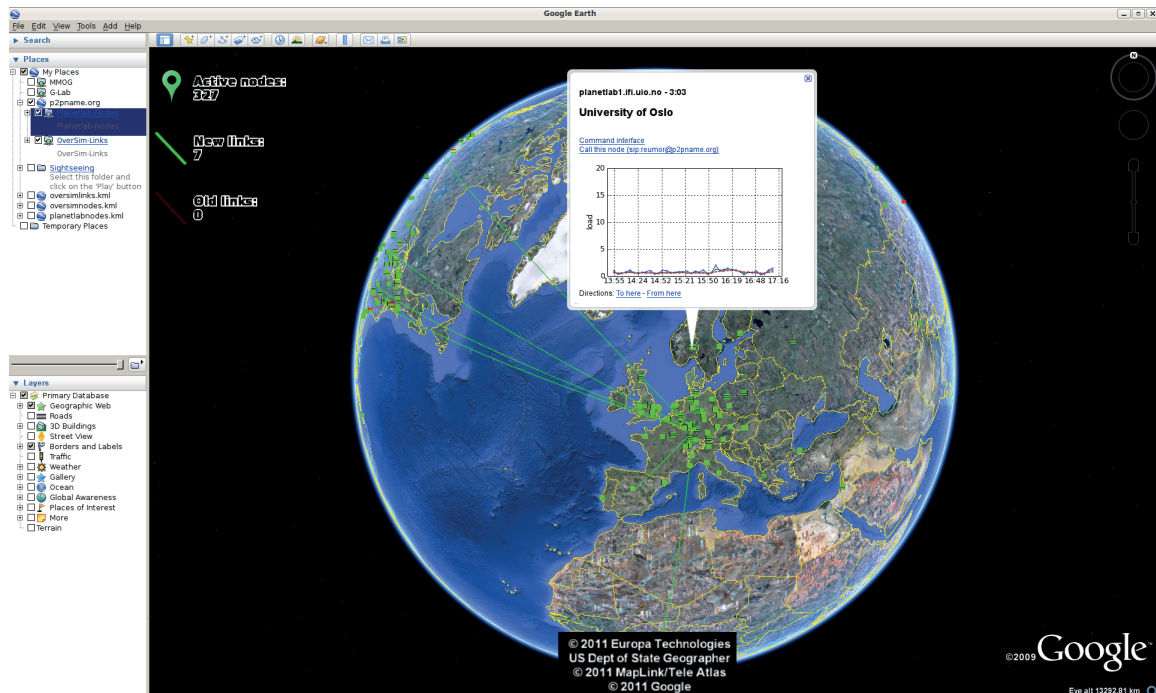 Google Earth
File Edit View Tools Add Help
Search
Places
My Places
MMOG
G-Lab
p2pname.org
Planetlab-Nodes
Planetlab-Nodes
OverSim-Links
OverSim-Links
Sightseeing
Select this folder and
click on the 'Play' button
oversimlinks.kml
oversimnodes.kml
planetlabnodes.kml
Temporary Places
Layers
Primary Database
Geographic Web
Roads
3D Buildings
Street View
Borders and Labels
Traffic
Weather
Gallery
Ocean
Global Awareness
Places of Interest
More
Terrain
Active nodes:
327
New links:
7
Old links:
0
planetlab1.ifi.uio.no - 3:03
University of Oslo
Command interface
Call this node (sip:reumor@p2pname.org)
20
15
10
5
0
load
13:55 14:24 14:52 15:21 15:50 16:19 16:48 17:16
Directions: To here - From here
N
© 2011 Europa Technologies
US Dept of State Geographer
© 2011 MapLink/Tele Atlas
© 2011 Google
©2009 Google™
Eye alt 13292.81 km